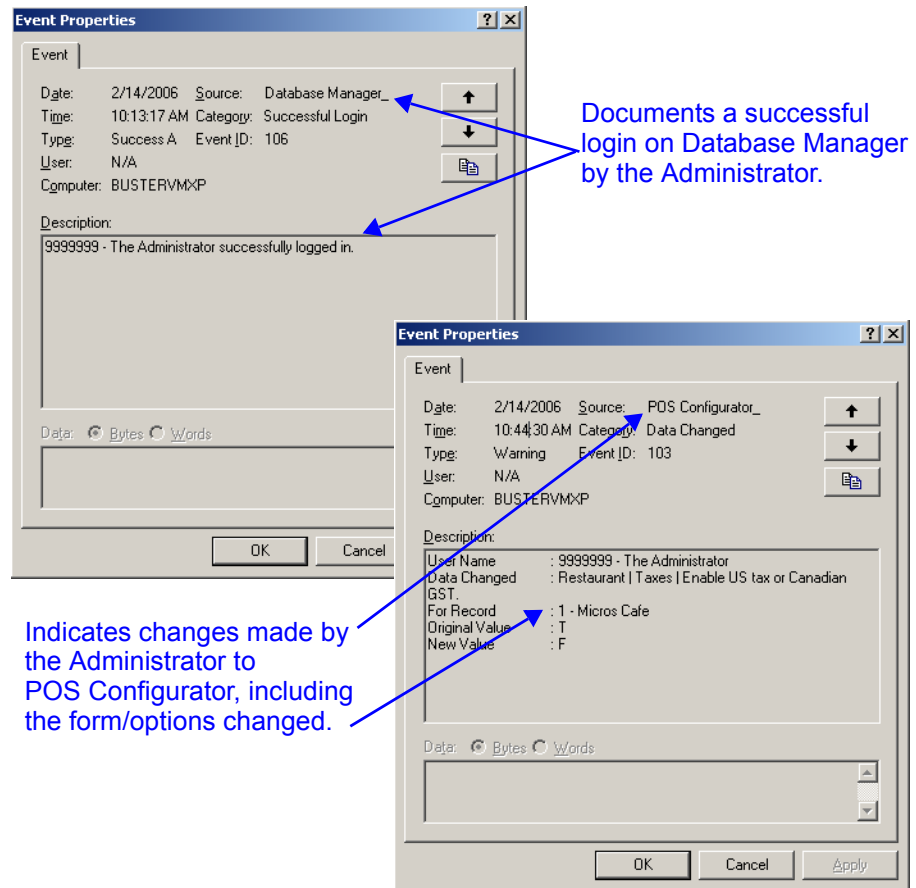 Event Properties
Event
Date: 2/14/2006 Source: Database Manager_
Time: 10:13:17 AM Category: Successful Login
Type: Success A Event ID: 106
User: N/A
Computer: BUSTERVMXP
Description:
9999999 - The Administrator successfully logged in.
Data: Bytes Words
OK Cancel
Documents a successful
login on Database Manager
by the Administrator.
Event Properties
Event
Date: 2/14/2006 Source: POS Configurator_
Time: 10:44:30 AM Category: Data Changed
Type: Warning Event ID: 103
User: N/A
Computer: BUSTERVMXP
Description:
User Name : 9999999 - The Administrator
Data Changed : Restaurant | Taxes | Enable US tax or Canadian
GST.
For Record : 1 - Micros Cafe
Original Value : T
New Value : F
Data: Bytes Words
OK Cancel Apply
Indicates changes made by
the Administrator to
POS Configurator, including
the form/options changed.